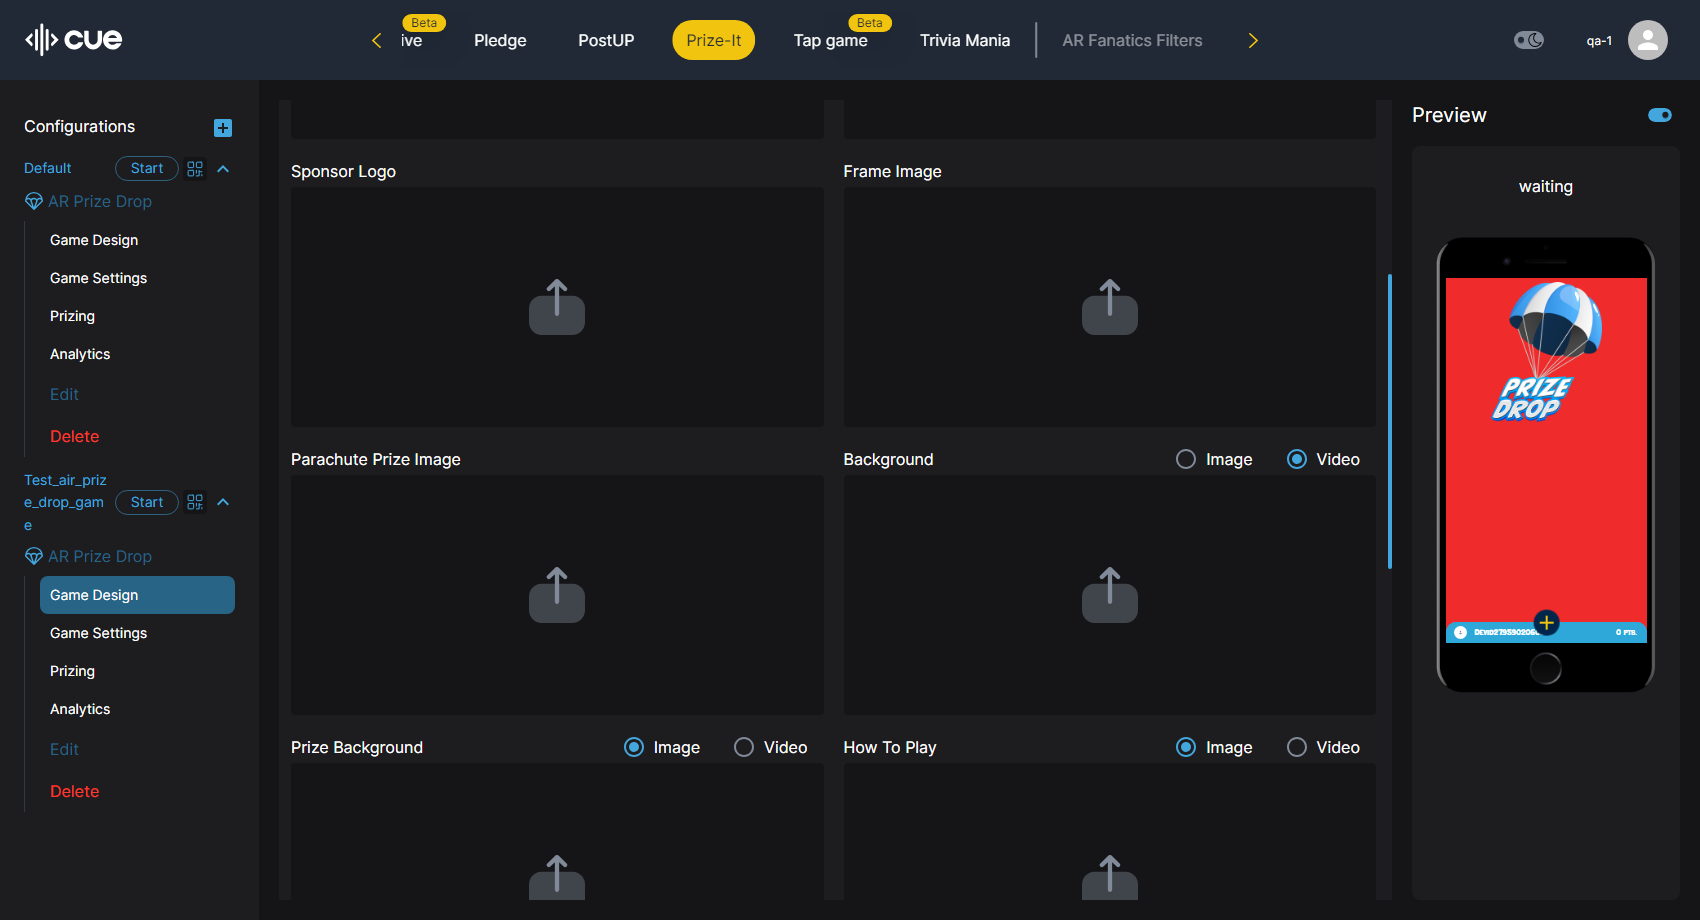 cue
Beta
ive
Pledge
PostUP
Prize-It
Beta
Tap game
Trivia Mania
AR Fanatics Filters
qa-1
Configurations
Default
Start
AR Prize Drop
Game Design
Game Settings
Prizing
Analytics
Edit
Delete
Test_air_priz
e_drop_gam
e
Start
AR Prize Drop
Game Design
Game Settings
Prizing
Analytics
Edit
Delete
Sponsor Logo
Frame Image
Parachute Prize Image
Background
Image
Video
Prize Background
Image
Video
How To Play
Image
Video
Preview
waiting
PRIZE
DROP
0 PTS.